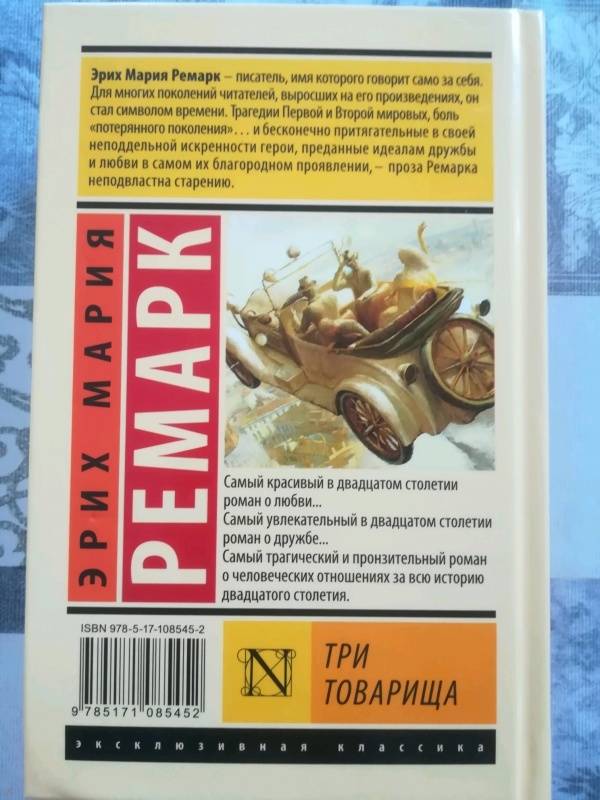 Эрих Мария Ремарк – писатель, имя которого говорит само за себя.
Для многих поколений читателей, выросших на его произведениях, он
стал символом времени. Трагедии Первой и Второй мировых, боль
«потерянного поколения»… и бесконечно притягательные в своей
неподдельной искренности герои, преданные идеалам дружбы
и любви в самом их благородном проявлении, – проза Ремарка
неподвластна старению.
ЭРИХ МАРИЯ
РЕМАРК
Самый красивый в двадцатом столетии
роман о любви...
Самый увлекательный в двадцатом столетии
роман о дружбе...
Самый трагический и пронзительный роман
о человеческих отношениях за всю историю
двадцатого столетия.
ISBN 978-5-17-108545-2
9 785171 085452
N
ТРИ
ТОВАРИЩА
эксклюзивная классика